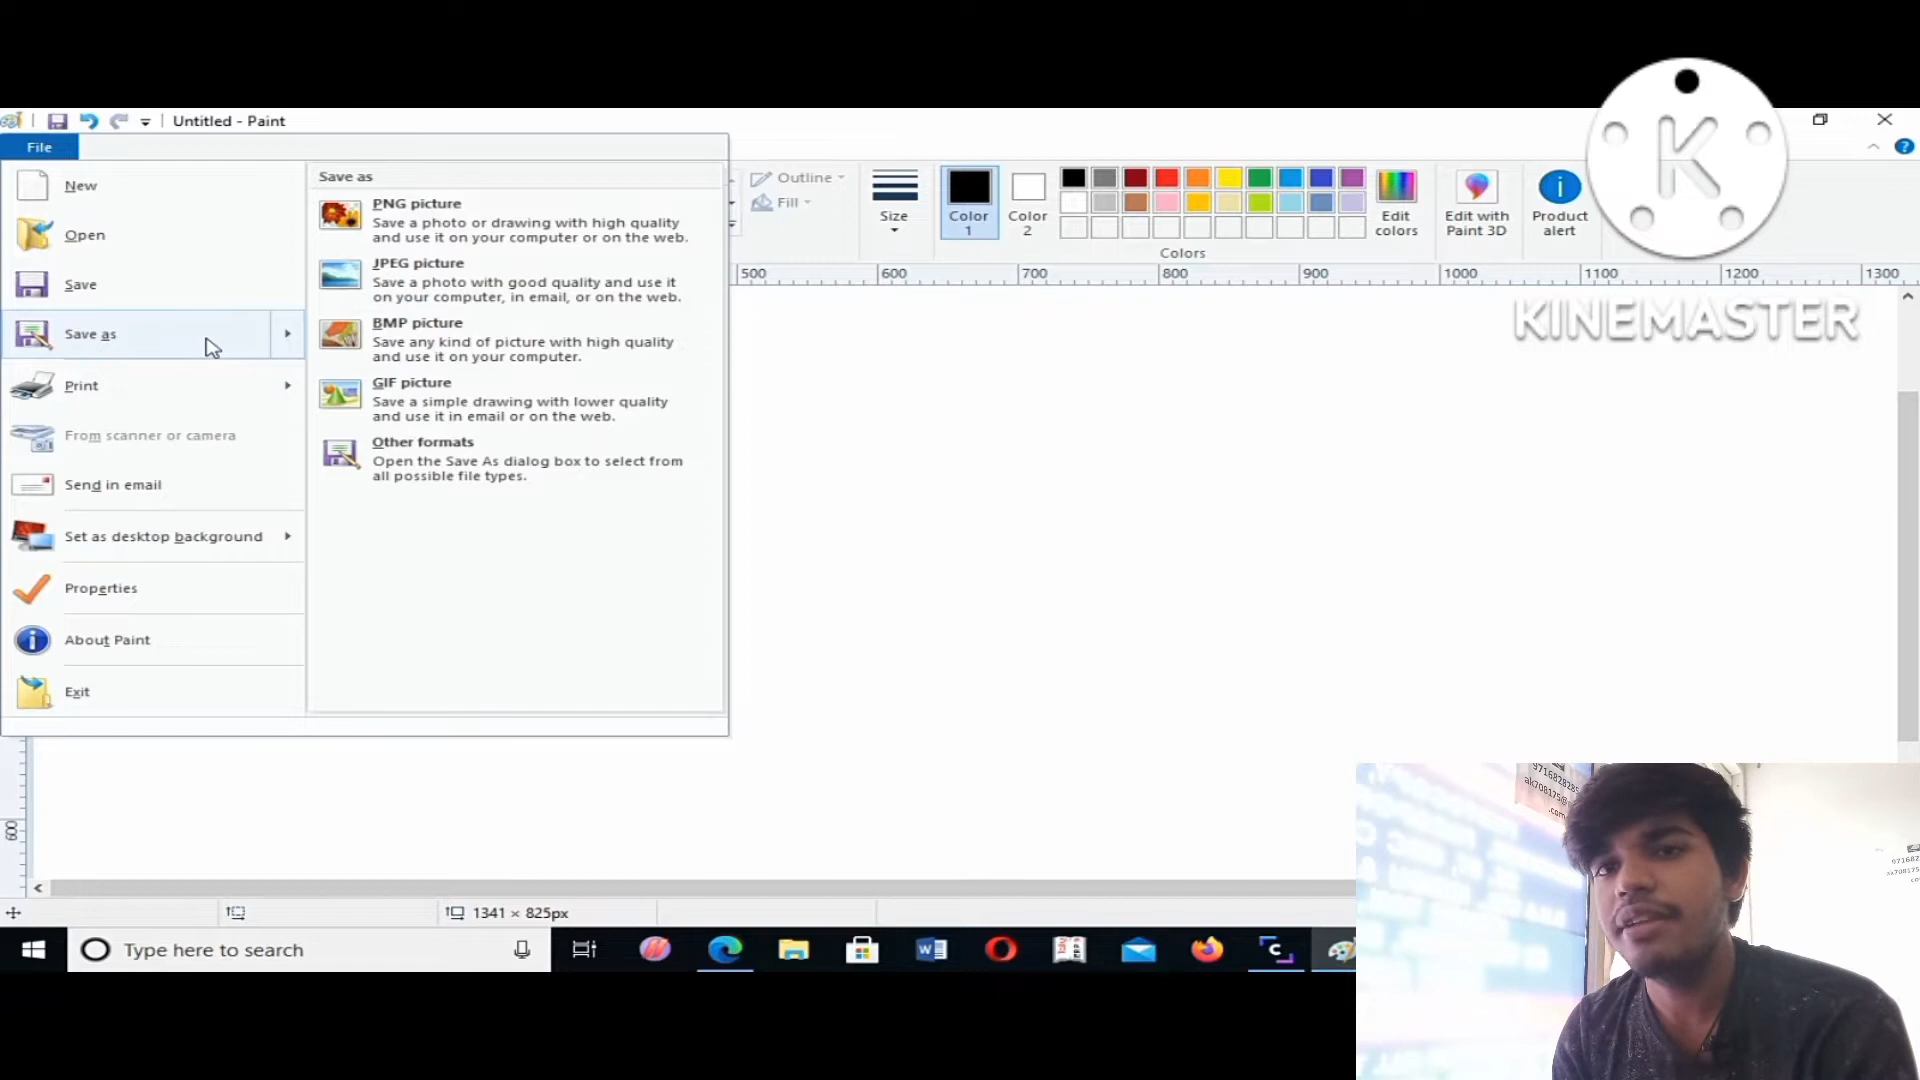 Untitled - Paint
File
New
Open
Save
Save as
Print
From scanner or camera
Send in email
Set as desktop background
Properties
About Paint
Exit
Save as
PNG picture
Save a photo or drawing with high quality
and use it on your computer or on the web.
JPEG picture
Save a photo with good quality and use it
on your computer, in email, or on the web.
BMP picture
Save any kind of picture with high quality
and use it on your computer.
GIF picture
Save a simple drawing with lower quality
and use it in email or on the web.
Other formats
Open the Save As dialog box to select from
all possible file types.
Outline
Fill
Size
Color
1
Color
2
Edit
colors
Edit with
Paint 3D
Product
alert
Colors
500 600 700 800 900 1000 1100 1200 1300
K
KINEMASTER
600
1341 × 825px
Type here to search